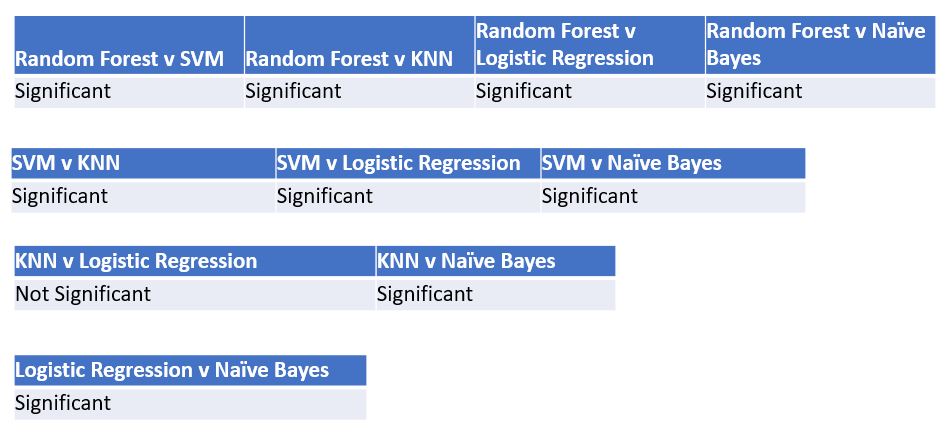 Random Forest v SVM
Random Forest v KNN
Random Forest v
Logistic Regression
Random Forest v Naïve
Bayes
Significant
Significant
Significant
Significant
SVM v KNN
SVM v Logistic Regression
SVM v Naïve Bayes
Significant
Significant
Significant
KNN v Logistic Regression
KNN v Naïve Bayes
Not Significant
Significant
Logistic Regression v Naïve Bayes
Significant